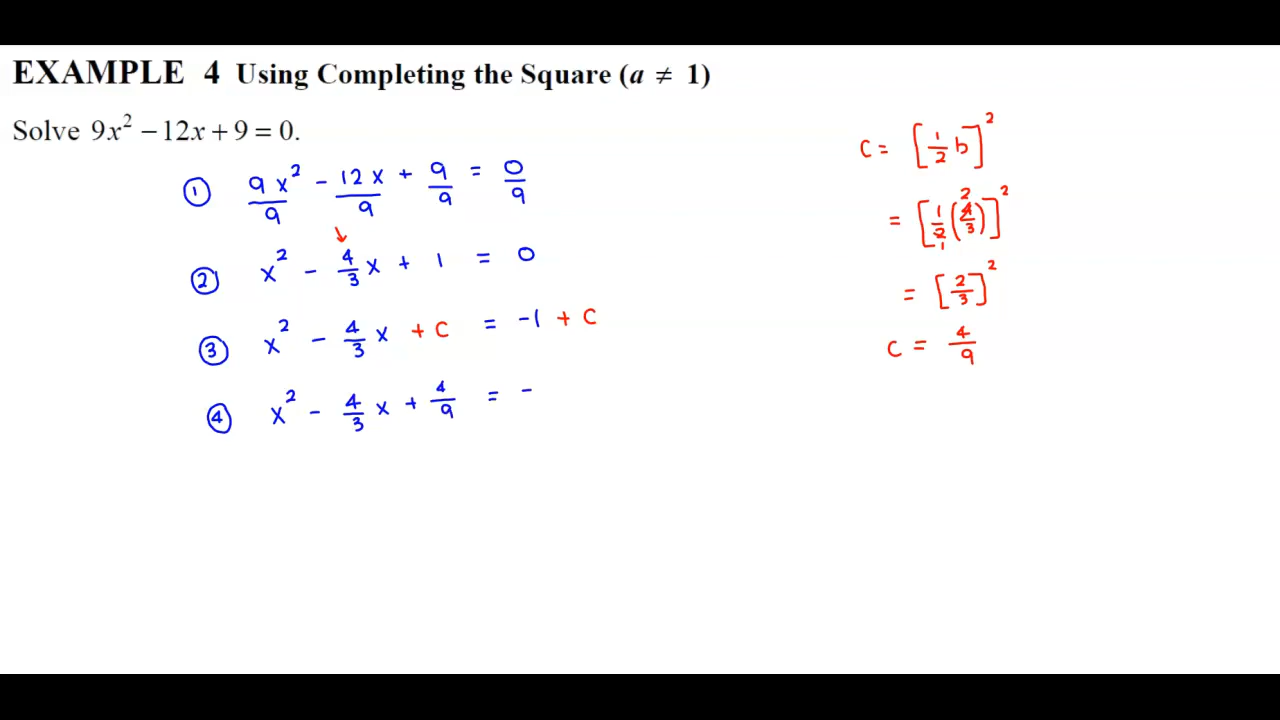 EXAMPLE 4 Using Completing the Square (a ≠ 1)
Solve 9x² − 12x + 9 = 0.
① 9x²/9 − 12x/9 + 9/9 = 0/9
② x² − 4/3 x + 1 = 0
③ x² − 4/3 x + C = −1 + C
④ x² − 4/3 x + 4/9 = −
C = [1/2 b]²
= [1/2 (4/3)]² 2 1
= [2/3]²
C = 4/9